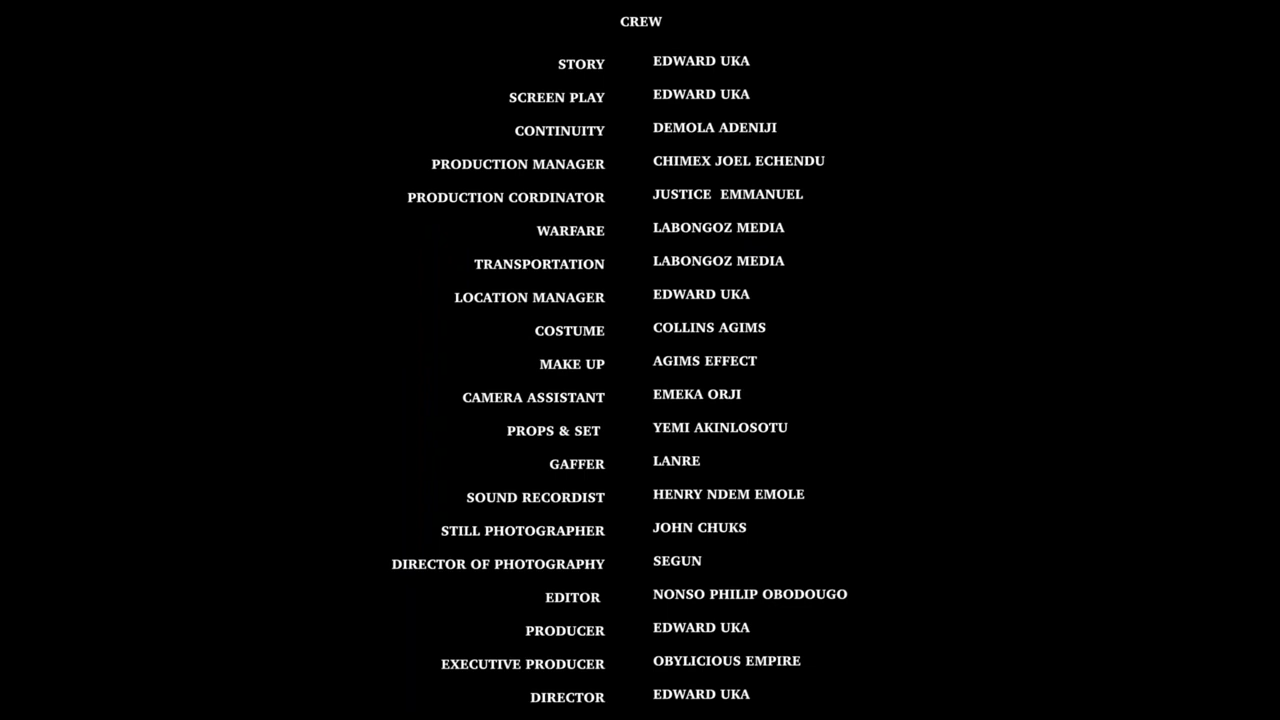 CREW
STORY EDWARD UKA
SCREEN PLAY EDWARD UKA
CONTINUITY DEMOLA ADENIJI
PRODUCTION MANAGER CHIMEX JOEL ECHENDU
PRODUCTION CORDINATOR JUSTICE EMMANUEL
WARFARE LABONGOZ MEDIA
TRANSPORTATION LABONGOZ MEDIA
LOCATION MANAGER EDWARD UKA
COSTUME COLLINS AGIMS
MAKE UP AGIMS EFFECT
CAMERA ASSISTANT EMEKA ORJI
PROPS & SET YEMI AKINLOSOTU
GAFFER LANRE
SOUND RECORDIST HENRY NDEM EMOLE
STILL PHOTOGRAPHER JOHN CHUKS
DIRECTOR OF PHOTOGRAPHY SEGUN
EDITOR NONSO PHILIP OBODOUGO
PRODUCER EDWARD UKA
EXECUTIVE PRODUCER OBYLICIOUS EMPIRE
DIRECTOR EDWARD UKA